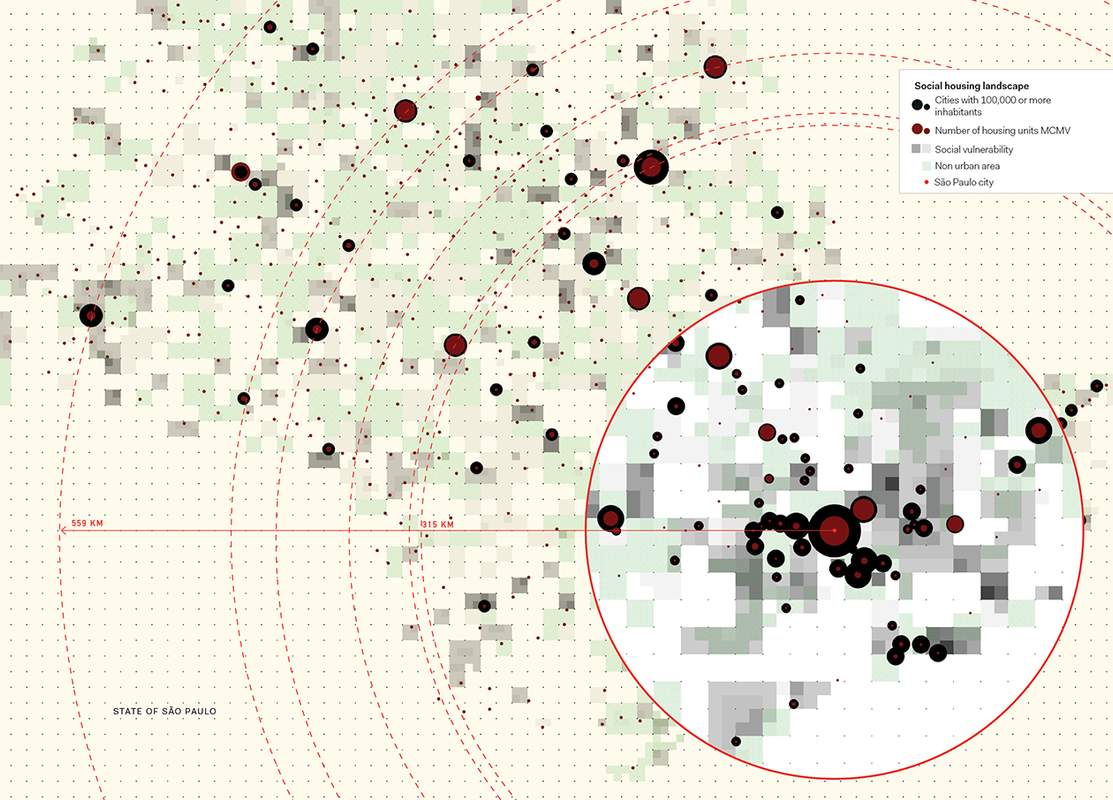 Social housing landscape
Cities with 100,000 or more
inhabitants
Number of housing units MCMV
Social vulnerability
Non urban area
São Paulo city
559 KM
315 KM
STATE OF SÃO PAULO